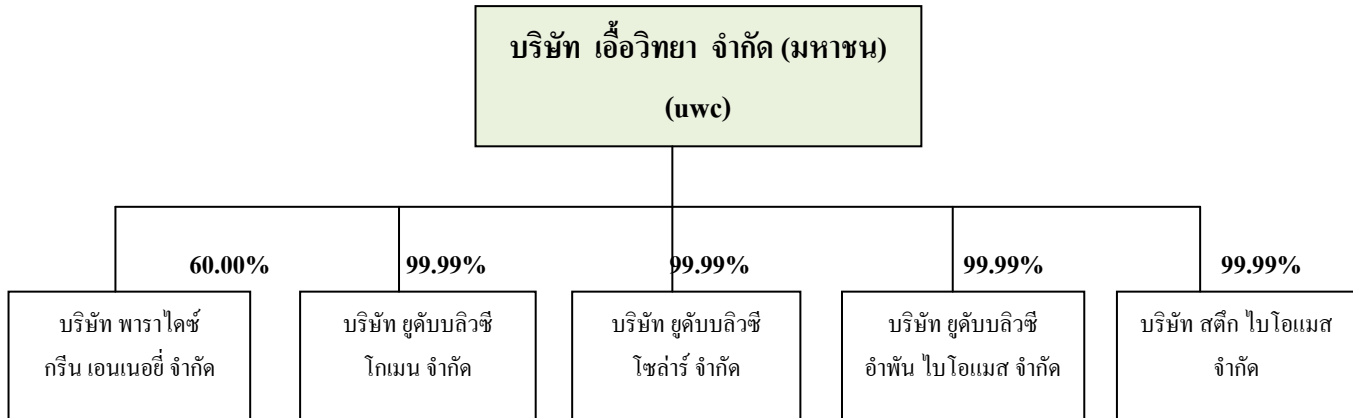 บริษัท เอื้อวิทยา จำกัด (มหาชน)
(uwc)
60.00%
99.99%
99.99%
99.99%
99.99%
บริษัท พาราไดซ์
กรีน เอนเนอยี่ จำกัด
บริษัท ยูดับบลิวซี
โกเมน จำกัด
บริษัท ยูดับบลิวซี
โซล่าร์ จำกัด
บริษัท ยูดับบลิวซี
อำพัน ไบโอแมส จำกัด
บริษัท สตึก ไบโอแมส
จำกัด